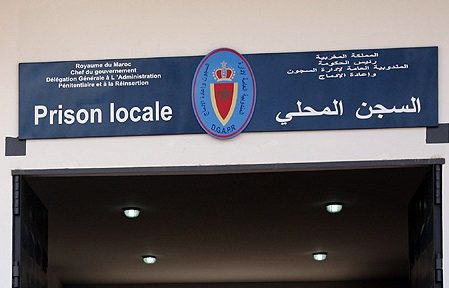 Royaume du Maroc
Chef du gouvernement
Délégation Générale à L'Administration
Pénitentiaire et à la Réinsertion
Prison locale
المملكة المغربية
رئيس الحكومة
المندوبية العامة لإدارة السجون
وإعادة الإدماج
السجن المحلي
D.G.A.P.R